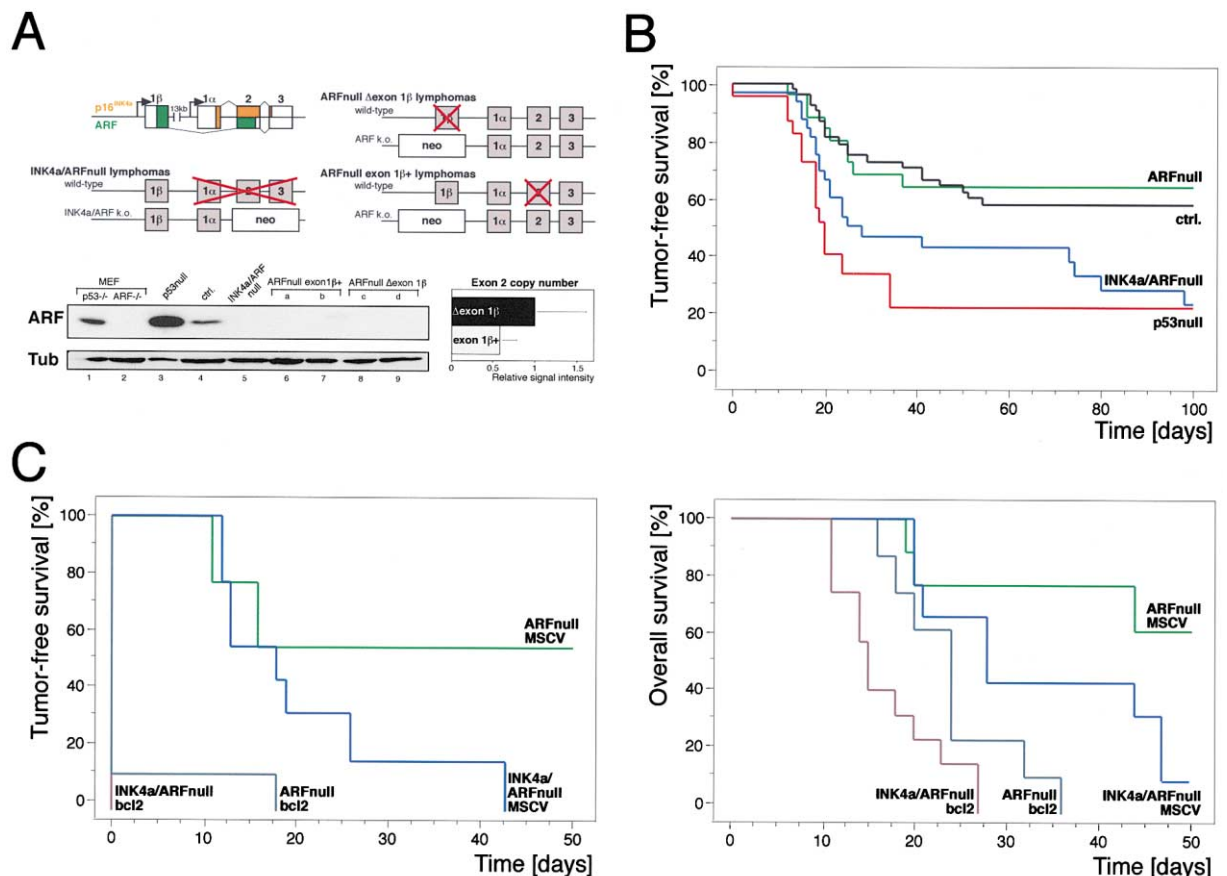 A
p16INK4a
ARF
1β
13kb
1α
2
3
ARFnull Δexon 1β lymphomas
wild-type
1α
2
3
ARF k.o.
neo
1α
2
3
INK4a/ARFnull lymphomas
wild-type
1β
1α
2
3
INK4a/ARF k.o.
1β
1α
neo
ARFnull exon 1β+ lymphomas
wild-type
1β
1α
3
ARF k.o.
neo
1α
2
3
MEF
p53-/-
ARF-/-
p53null
ctrl.
INK4a/ARF
null
ARFnull exon1β+
a
b
ARFnull Δexon 1β
c
d
ARF
Tub
1
2
3
4
5
6
7
8
9
Exon 2 copy number
Δexon 1β
exon 1β+
0
0.5
1
1.5
Relative signal intensity
B
Tumor-free survival [%]
100
80
60
40
20
0
ARFnull
ctrl.
INK4a/ARFnull
p53null
0
20
40
60
80
100
Time [days]
C
Tumor-free survival [%]
100
80
60
40
20
0
ARFnull
MSCV
INK4a/ARFnull
bcl2
ARFnull
bcl2
INK4a/
ARFnull
MSCV
0
10
20
30
40
50
Time [days]
Overall survival [%]
100
80
60
40
20
0
ARFnull
MSCV
INK4a/ARFnull
bcl2
ARFnull
bcl2
INK4a/ARFnull
MSCV
0
10
20
30
40
50
Time [days]